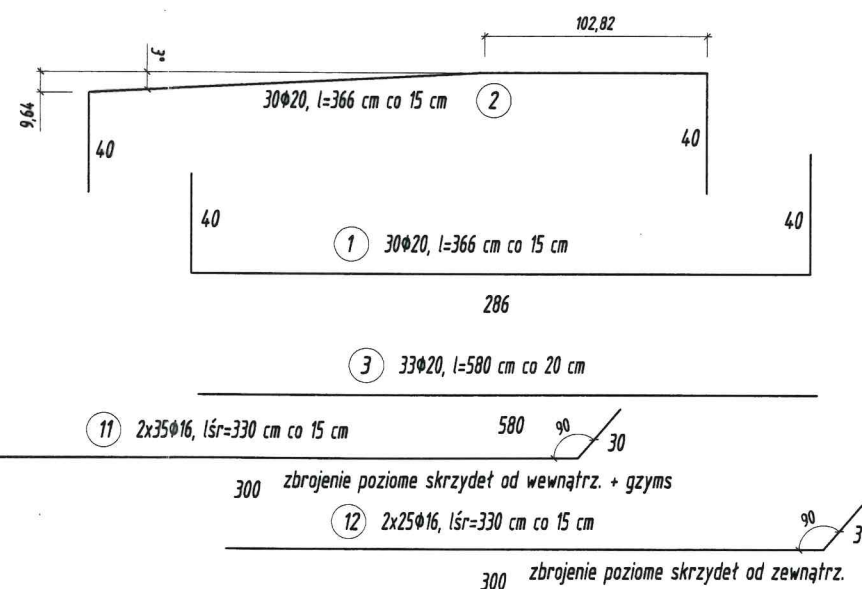 102,82
3°
9,64
30ϕ20, l=366 cm co 15 cm 2
40
40
40
40
1 30ϕ20, l=366 cm co 15 cm
286
3 33ϕ20, l=580 cm co 20 cm
11 2x35ϕ16, lśr=330 cm co 15 cm
580
90
30
300 zbrojenie poziome skrzydeł od wewnątrz. + gzyms
12 2x25ϕ16, lśr=330 cm co 15 cm
90
300 zbrojenie poziome skrzydeł od zewnątrz.